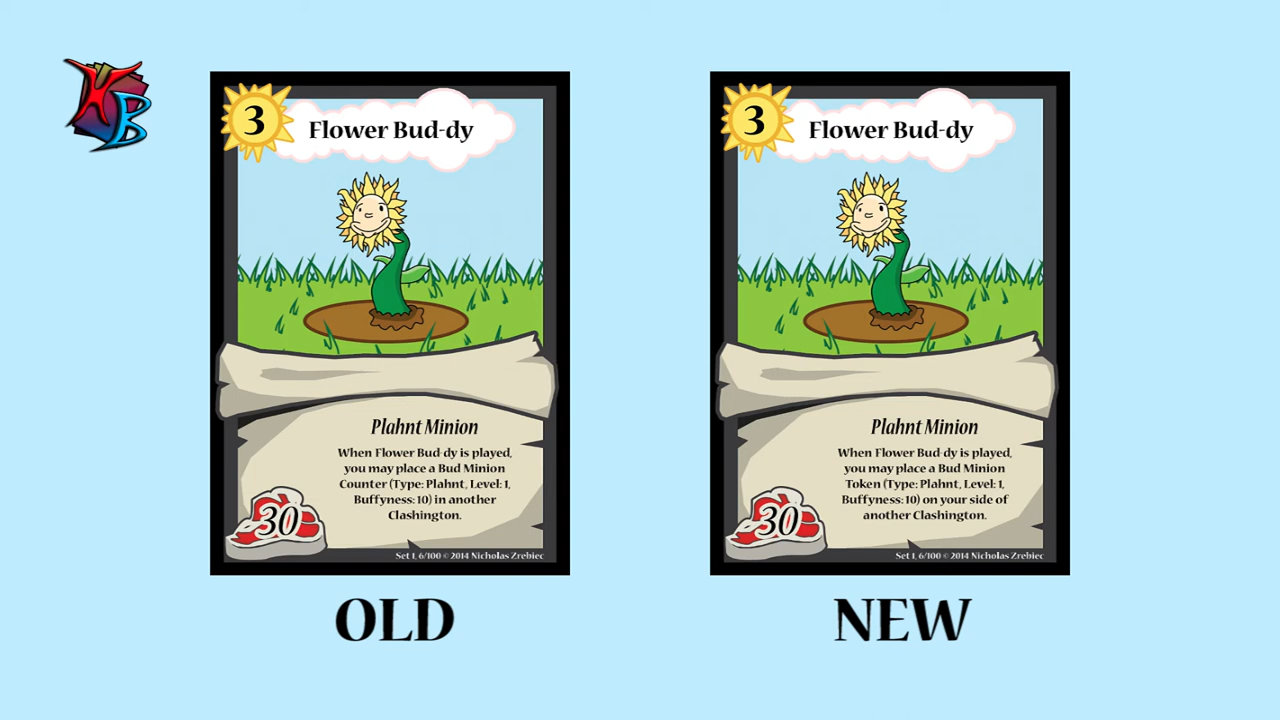 KB
3
Flower Bud-dy
Plahnt Minion
When Flower Bud-dy is played,
you may place a Bud Minion
Counter (Type: Plahnt, Level: 1,
Buffyness: 10) in another
Clashington.
30
Set 1, 6/100 © 2014 Nicholas Zrebiec
OLD
3
Flower Bud-dy
Plahnt Minion
When Flower Bud-dy is played,
you may place a Bud Minion
Token (Type: Plahnt, Level: 1,
Buffyness: 10) on your side of
another Clashington.
30
Set 1, 6/100 © 2014 Nicholas Zrebiec
NEW